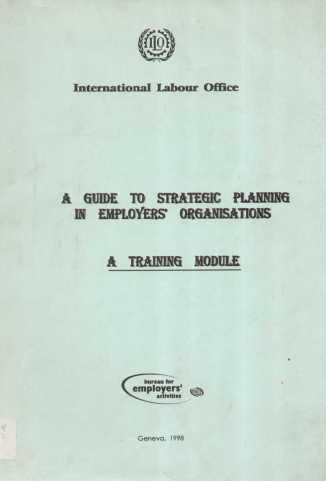 ILO
International Labour Office
A GUIDE TO STRATEGIC PLANNING
IN EMPLOYERS' ORGANISATIONS
A TRAINING MODULE
bureau for
employers'
activities
Geneva, 1998